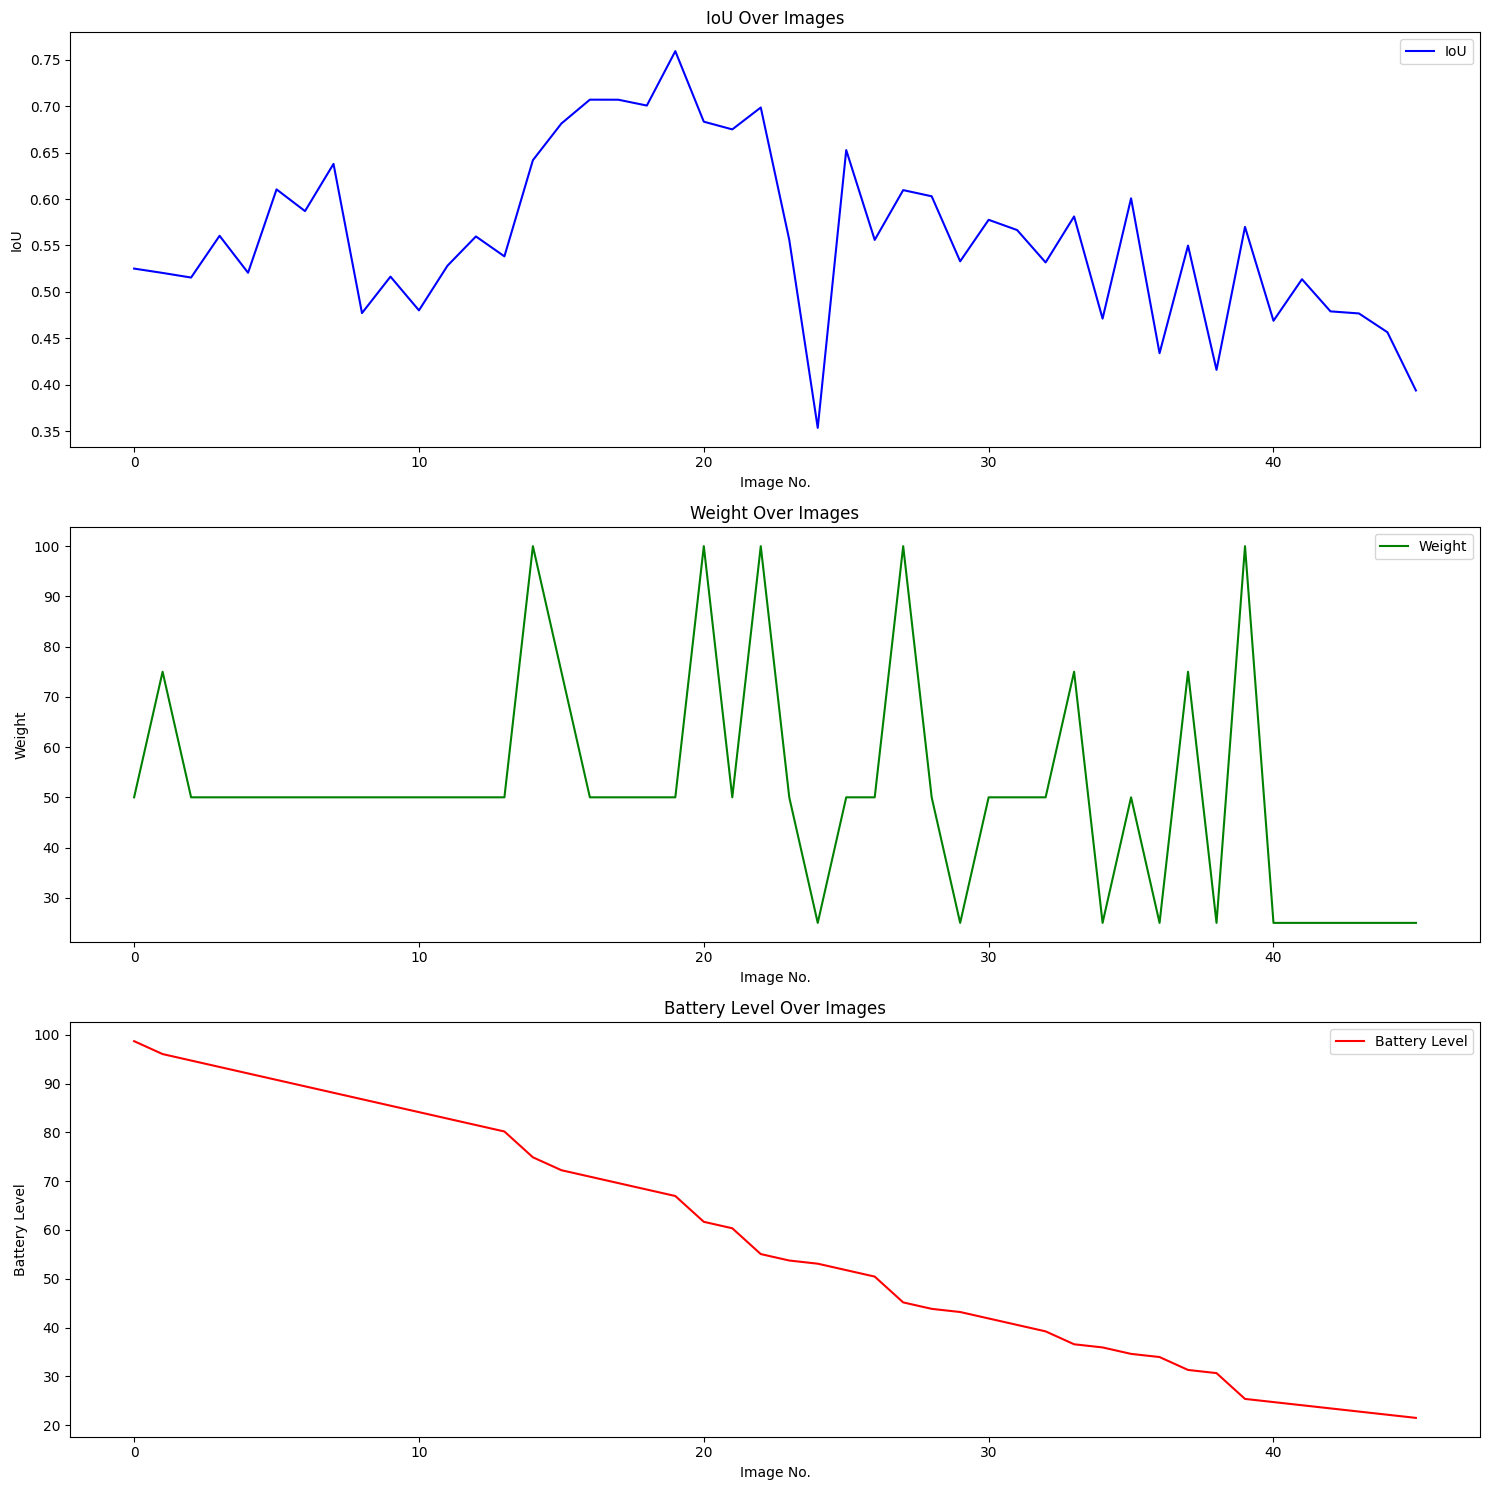 IoU Over Images
IoU
0.75
0.70
0.65
0.60
0.55
0.50
0.45
0.40
0.35
IoU
0 10 20 30 40
Image No.
Weight Over Images
Weight
100
90
80
70
60
50
40
30
Weight
0 10 20 30 40
Image No.
Battery Level Over Images
Battery Level
100
90
80
70
60
50
40
30
20
Battery Level
0 10 20 30 40
Image No.